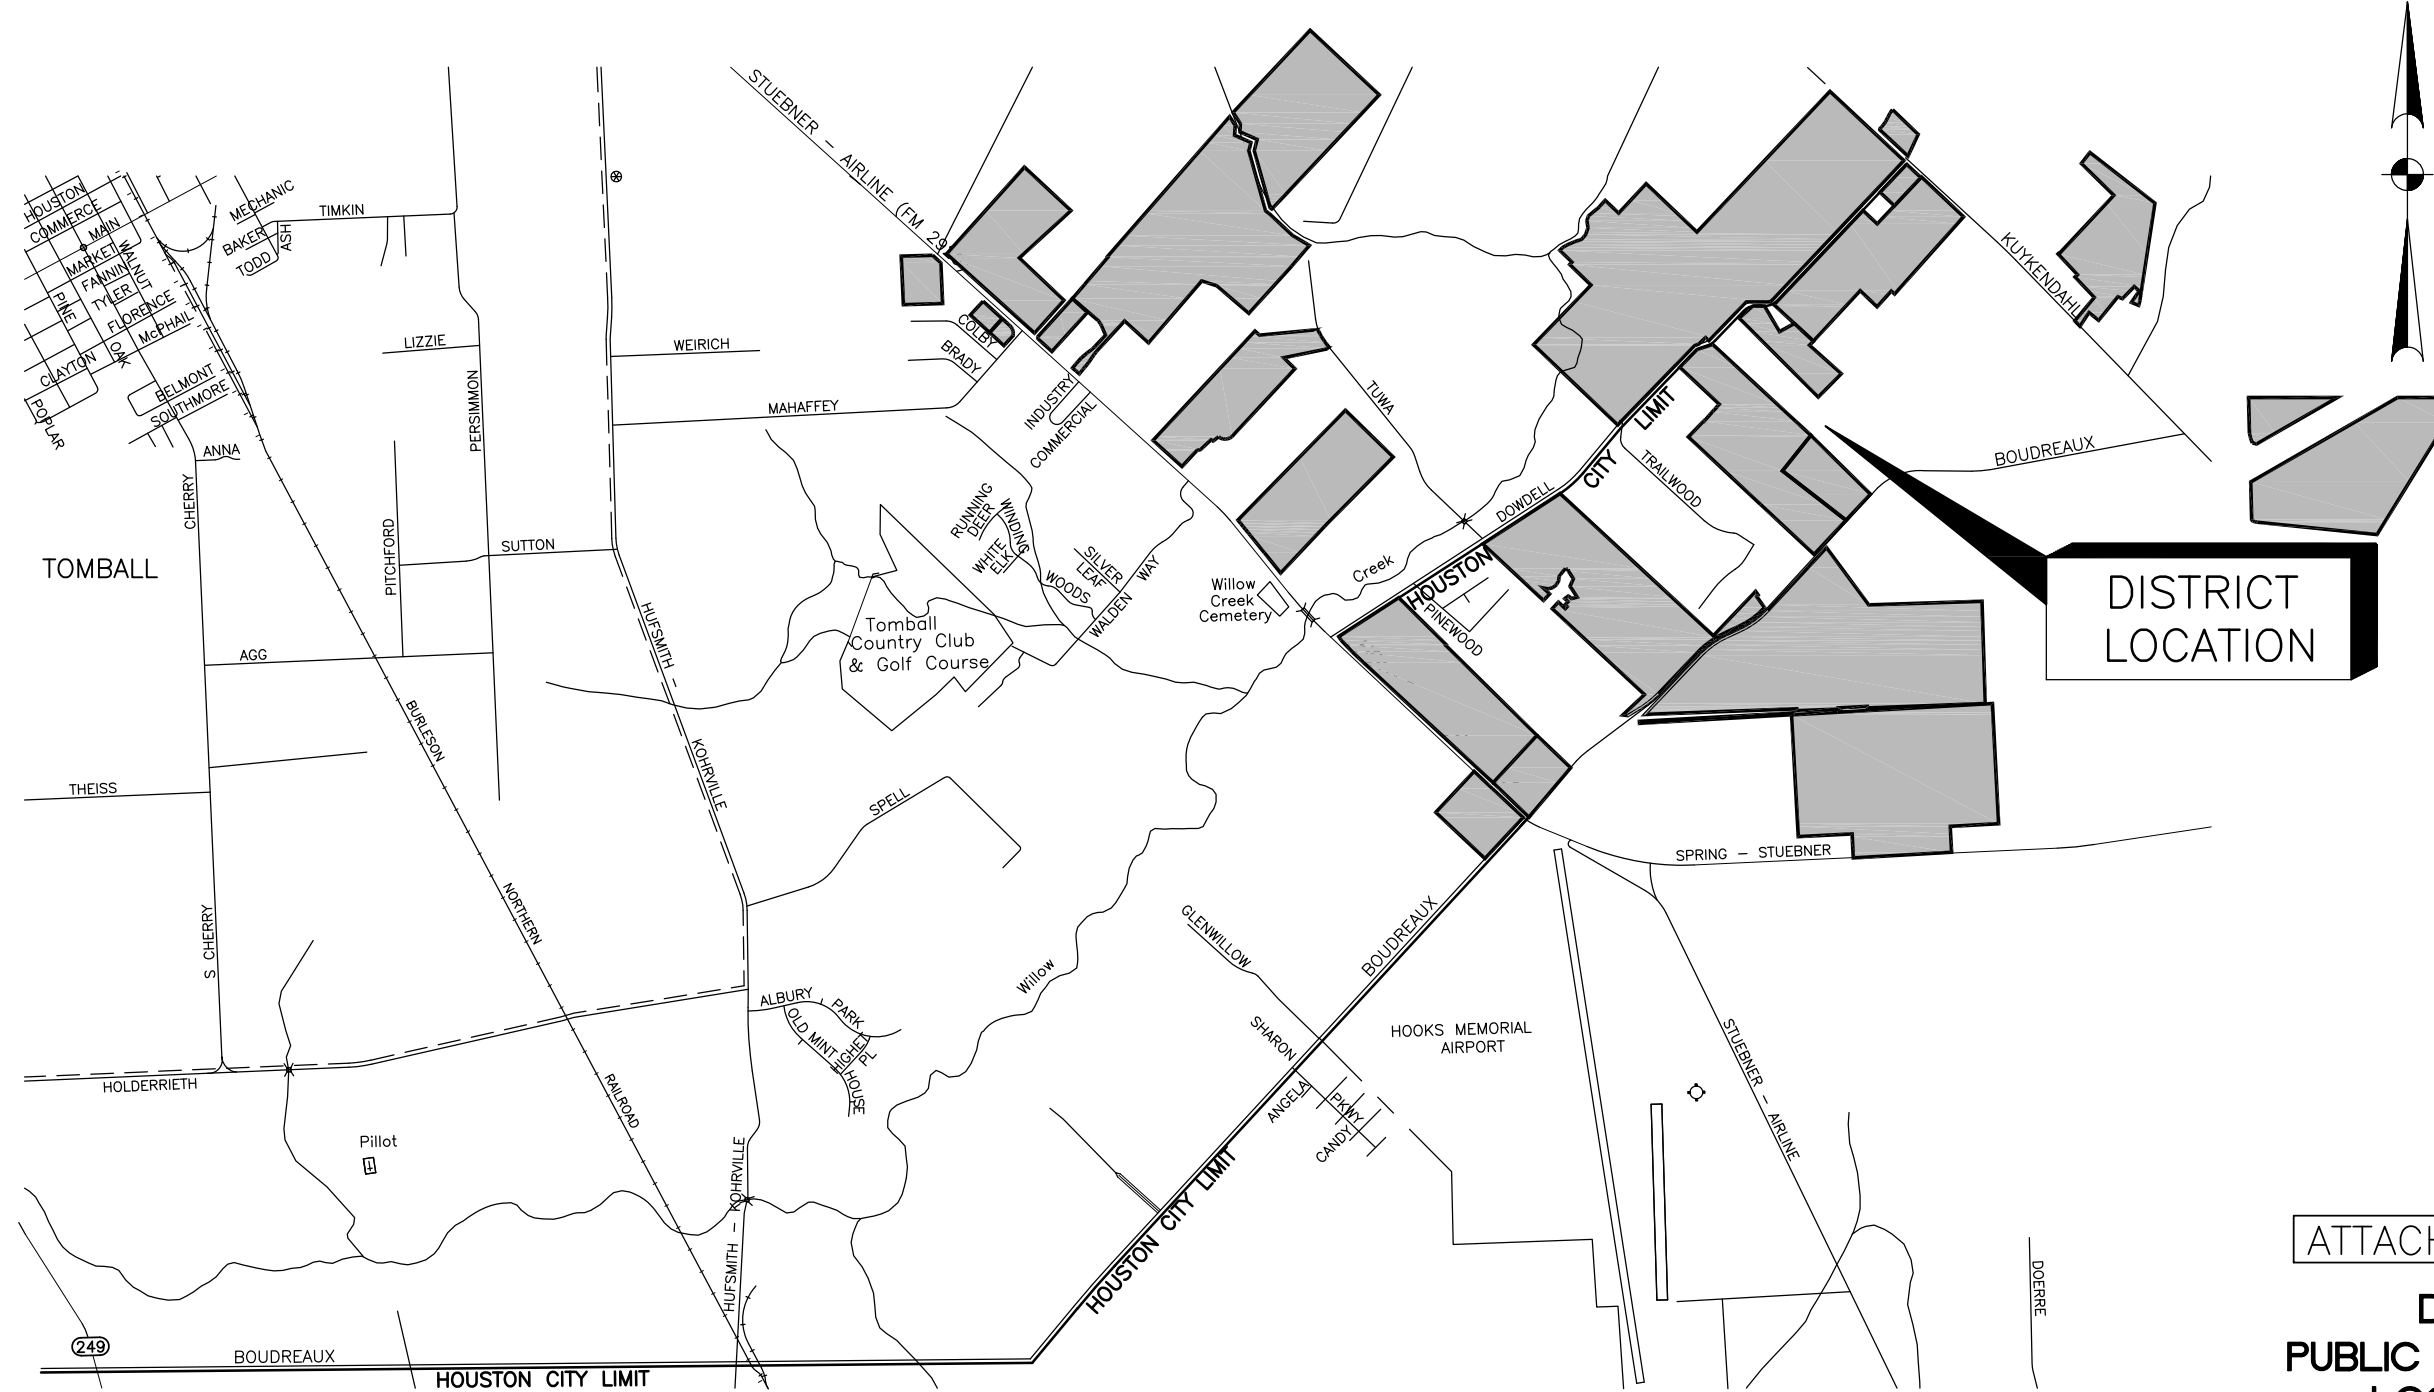 STUEBNER - AIRLINE (FM 29
HOUSTON
COMMERCE
MAIN
MARKET
FANNIN
TYLER
FLORENCE
McPHAIL
WALNUT
PINE
OAK
CLAYTON
POPLAR
BELMONT
SOUTHMORE
MECHANIC
BAKER
TODD
ASH
TIMKIN
LIZZIE
PERSIMMON
WEIRICH
MAHAFFEY
COLBY
BRADY
INDUSTRY
COMMERCIAL
TUWA
KUYKENDAHL
BOUDREAUX
ANNA
CHERRY
PITCHFORD
SUTTON
TOMBALL
AGG
THEISS
S CHERRY
HOLDERRIETH
BURLESON
NORTHERN
RAILROAD
HUFSMITH -
KOHRVILLE
RUNNING
DEER
WINDING
WHITE
ELK
WOODS
SILVER
LEAF
WALDEN WAY
Tomball
Country Club
& Golf Course
Willow
Creek
Cemetery
Creek
DOWDELL
HOUSTON
CITY
LIMIT
TRAILWOOD
PINEWOOD
DISTRICT
LOCATION
SPELL
SPRING - STUEBNER
BOUDREAUX
GLENWILLOW
SHARON
ANGELA
PKWY
CANDY
HOOKS MEMORIAL
AIRPORT
STUEBNER - AIRLINE
Willow
ALBURY
PARK
OLD MINT
HIGHET
PL
HOUSE
Pillot
HUFSMITH - KOHRVILLE
HOUSTON CITY LIMIT
249
BOUDREAUX
HOUSTON CITY LIMIT
DOERRE
ATTACH
D
PUBLIC